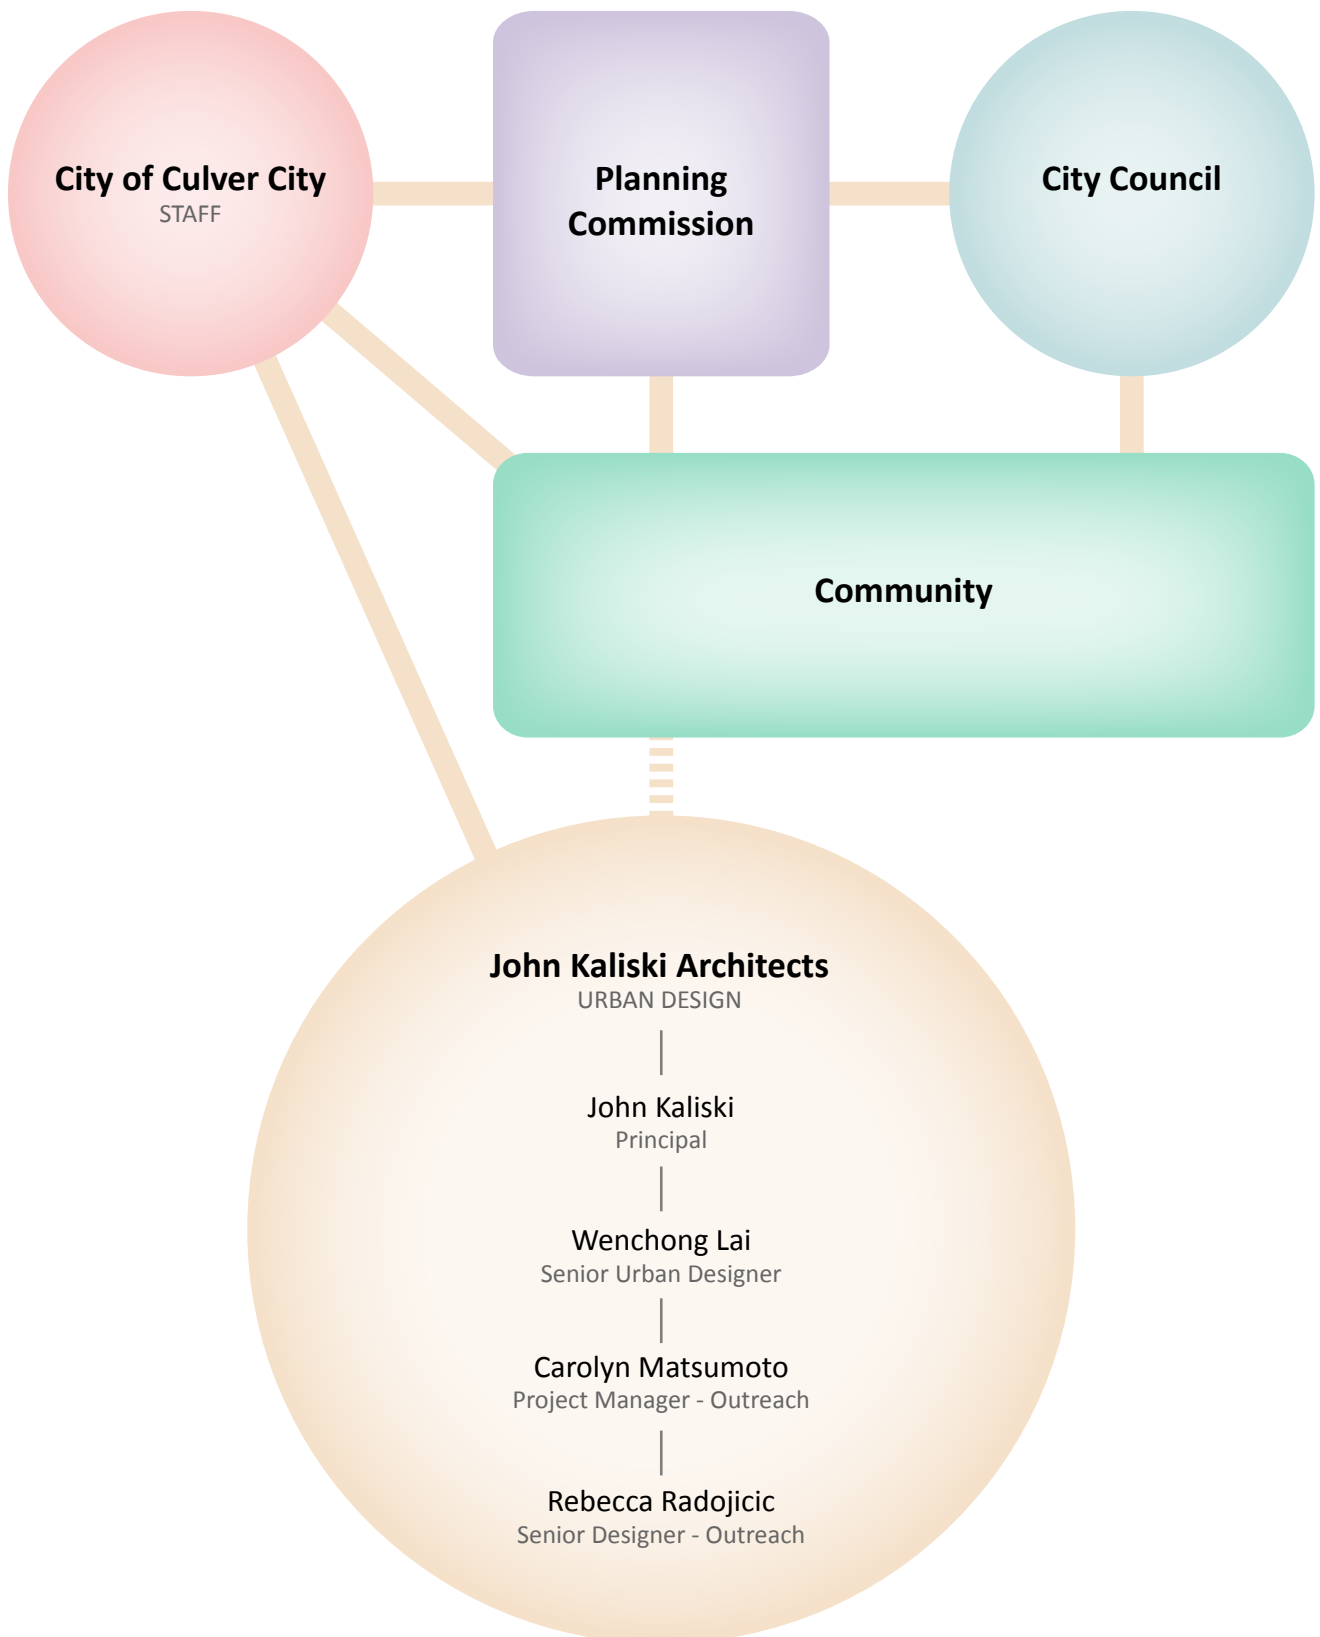 City of Culver City
STAFF
Planning
Commission
City Council
Community
John Kaliski Architects
URBAN DESIGN
John Kaliski
Principal
Wenchong Lai
Senior Urban Designer
Carolyn Matsumoto
Project Manager - Outreach
Rebecca Radojicic
Senior Designer - Outreach